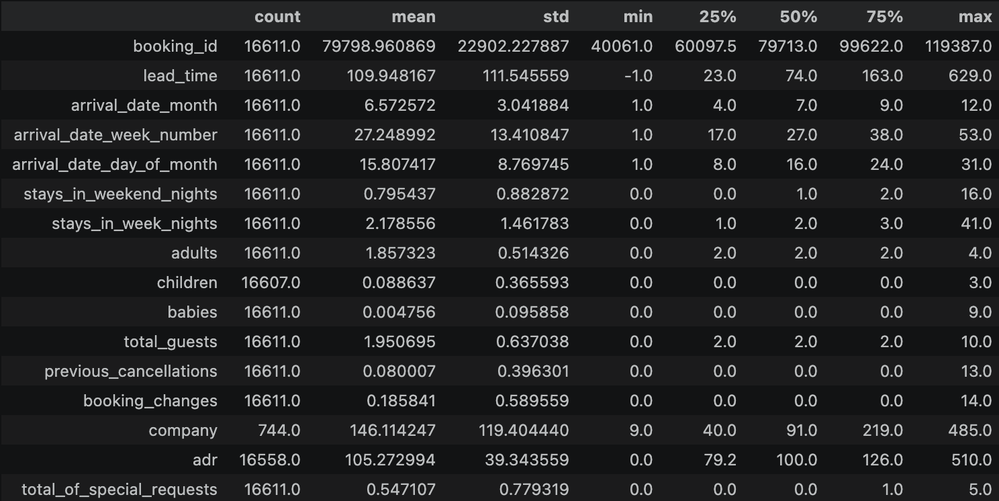 count mean std min 25% 50% 75% max
booking_id 16611.0 79798.960869 22902.227887 40061.0 60097.5 79713.0 99622.0 119387.0
lead_time 16611.0 109.948167 111.545559 -1.0 23.0 74.0 163.0 629.0
arrival_date_month 16611.0 6.572572 3.041884 1.0 4.0 7.0 9.0 12.0
arrival_date_week_number 16611.0 27.248992 13.410847 1.0 17.0 27.0 38.0 53.0
arrival_date_day_of_month 16611.0 15.807417 8.769745 1.0 8.0 16.0 24.0 31.0
stays_in_weekend_nights 16611.0 0.795437 0.882872 0.0 0.0 1.0 2.0 16.0
stays_in_week_nights 16611.0 2.178556 1.461783 0.0 1.0 2.0 3.0 41.0
adults 16611.0 1.857323 0.514326 0.0 2.0 2.0 2.0 4.0
children 16607.0 0.088637 0.365593 0.0 0.0 0.0 0.0 3.0
babies 16611.0 0.004756 0.095858 0.0 0.0 0.0 0.0 9.0
total_guests 16611.0 1.950695 0.637038 0.0 2.0 2.0 2.0 10.0
previous_cancellations 16611.0 0.080007 0.396301 0.0 0.0 0.0 0.0 13.0
booking_changes 16611.0 0.185841 0.589559 0.0 0.0 0.0 0.0 14.0
company 744.0 146.114247 119.404440 9.0 40.0 91.0 219.0 485.0
adr 16558.0 105.272994 39.343559 0.0 79.2 100.0 126.0 510.0
total_of_special_requests 16611.0 0.547107 0.779319 0.0 0.0 0.0 1.0 5.0